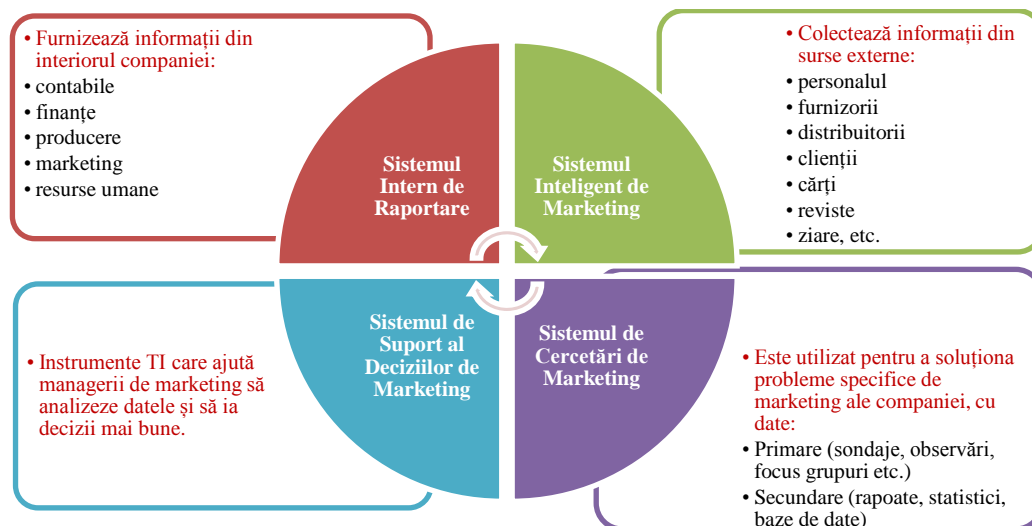 • Furnizează informații din
interiorul companiei:
• contabile
• finanțe
• producere
• marketing
• resurse umane
• Colectează informații din
surse externe:
• personalul
• furnizorii
• distribuitorii
• clienții
• cărți
• reviste
• ziare, etc.
Sistemul
Intern de
Raportare
Sistemul
Inteligent de
Marketing
Sistemul de
Suport al
Deciziilor de
Marketing
Sistemul de
Cercetări de
Marketing
• Instrumente TI care ajută
managerii de marketing să
analizeze datele și să ia
decizii mai bune.
• Este utilizat pentru a soluționa
probleme specifice de
marketing ale companiei, cu
date:
• Primare (sondaje, observări,
focus grupuri etc.)
• Secundare (rapoate, statistici,
baze de date)